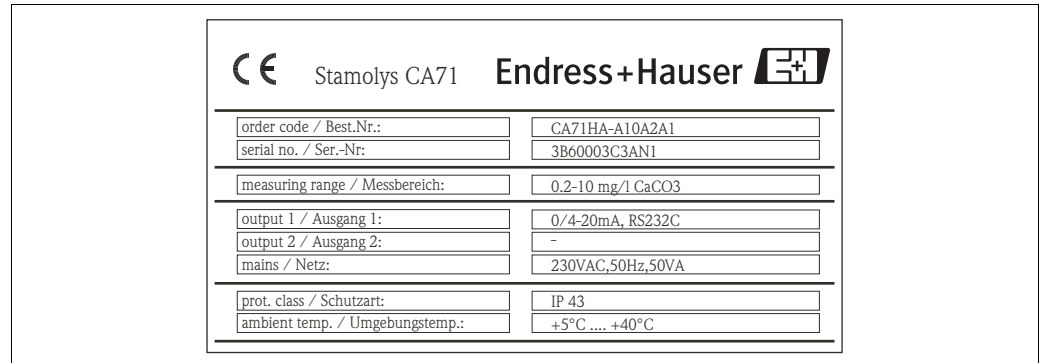 CE Stamolys CA71 Endress+Hauser
order code / Best.Nr.: CA71HA-A10A2A1
serial no. / Ser.-Nr: 3B60003C3AN1
measuring range / Messbereich: 0.2-10 mg/l CaCO3
output 1 / Ausgang 1: 0/4-20mA, RS232C
output 2 / Ausgang 2: -
mains / Netz: 230VAC,50Hz,50VA
prot. class / Schutzart: IP 43
ambient temp. / Umgebungstemp.: +5°C .... +40°C